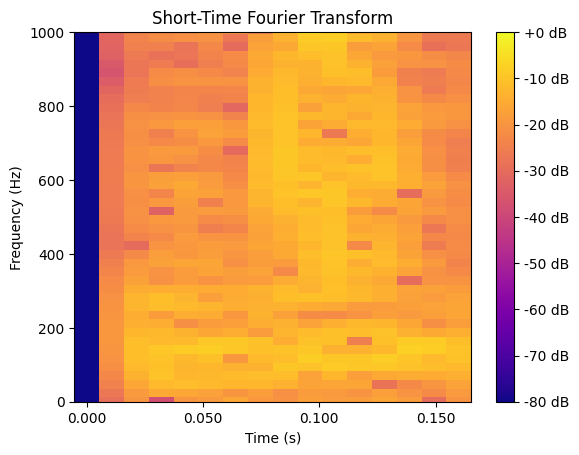 Short-Time Fourier Transform
Frequency (Hz)
1000
800
600
400
200
0
0.000
0.050
0.100
0.150
Time (s)
+0 dB
-10 dB
-20 dB
-30 dB
-40 dB
-50 dB
-60 dB
-70 dB
-80 dB